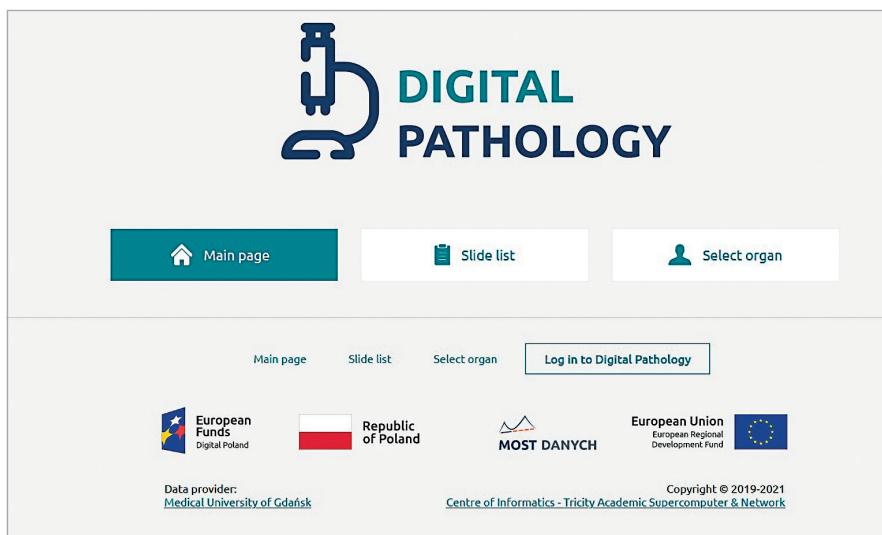 DIGITAL
PATHOLOGY
Main page
Slide list
Select organ
Main page
Slide list
Select organ
Log in to Digital Pathology
European
Funds
Digital Poland
Republic
of Poland
MOST DANYCH
European Union
European Regional
Development Fund
Data provider:
Medical University of Gdańsk
Copyright © 2019-2021
Centre of Informatics - Tricity Academic Supercomputer & Network